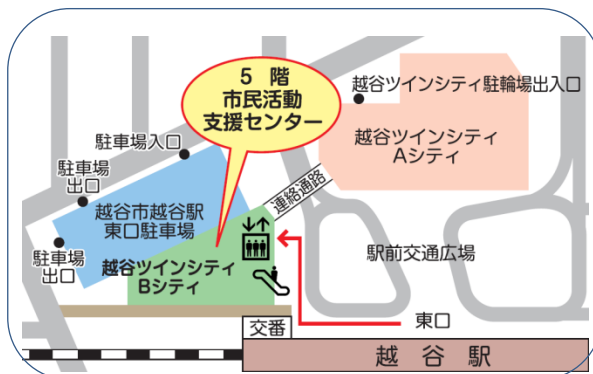 5 階
市民活動
支援センター
越谷ツインシティ駐輪場出入口
越谷ツインシティ
Aシティ
駐車場入口
駐車場
出口
連絡通路
越谷市越谷駅
東口駐車場
駐車場
出口
越谷ツインシティ
Bシティ
駅前交通広場
交番
東口
越谷駅